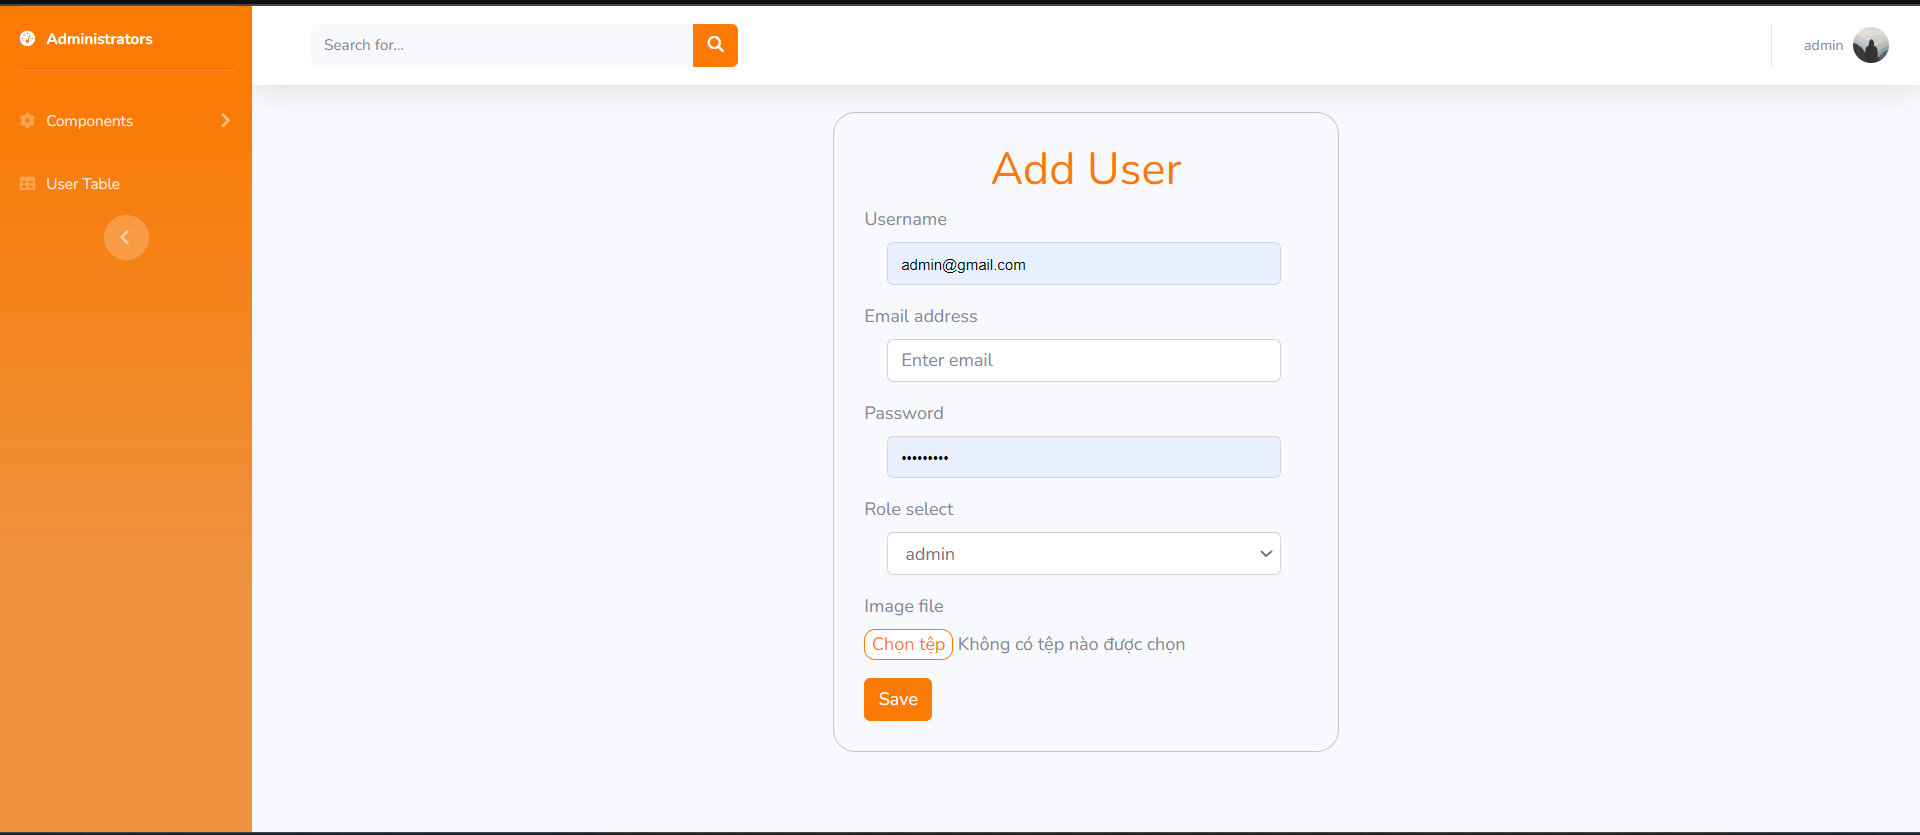 Administrators
Components
User Table
Search for...
admin
Add User
Username
admin@gmail.com
Email address
Enter email
Password
•••••••••
Role select
admin
Image file
Chọn tệp Không có tệp nào được chọn
Save